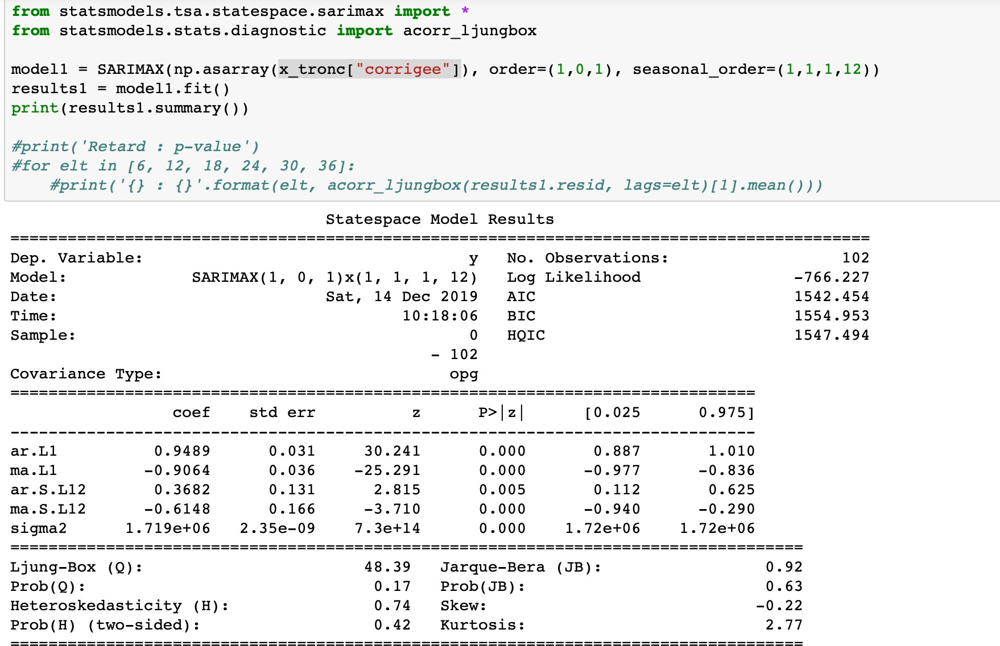 from statsmodels.tsa.statespace.sarimax import *
from statsmodels.stats.diagnostic import acorr_ljungbox

model1 = SARIMAX(np.asarray(x_tronc["corrigee"]), order=(1,0,1), seasonal_order=(1,1,1,12))
results1 = model1.fit()
print(results1.summary())

#print('Retard : p-value')
#for elt in [6, 12, 18, 24, 30, 36]:
    #print('{} : {}'.format(elt, acorr_ljungbox(results1.resid, lags=elt)[1].mean()))

                                 Statespace Model Results
==========================================================================================
Dep. Variable:                                  y   No. Observations:                  102
Model:             SARIMAX(1, 0, 1)x(1, 1, 1, 12)   Log Likelihood                -766.227
Date:                            Sat, 14 Dec 2019   AIC                           1542.454
Time:                                    10:18:06   BIC                           1554.953
Sample:                                         0   HQIC                          1547.494
                                            - 102
Covariance Type:                              opg
==============================================================================
                 coef    std err          z      P>|z|      [0.025      0.975]
------------------------------------------------------------------------------
ar.L1          0.9489      0.031     30.241      0.000       0.887       1.010
ma.L1         -0.9064      0.036    -25.291      0.000      -0.977      -0.836
ar.S.L12       0.3682      0.131      2.815      0.005       0.112       0.625
ma.S.L12      -0.6148      0.166     -3.710      0.000      -0.940      -0.290
sigma2      1.719e+06   2.35e-09    7.3e+14      0.000    1.72e+06    1.72e+06
===================================================================================
Ljung-Box (Q):                       48.39   Jarque-Bera (JB):                 0.92
Prob(Q):                              0.17   Prob(JB):                         0.63
Heteroskedasticity (H):               0.74   Skew:                            -0.22
Prob(H) (two-sided):                  0.42   Kurtosis:                         2.77
===================================================================================